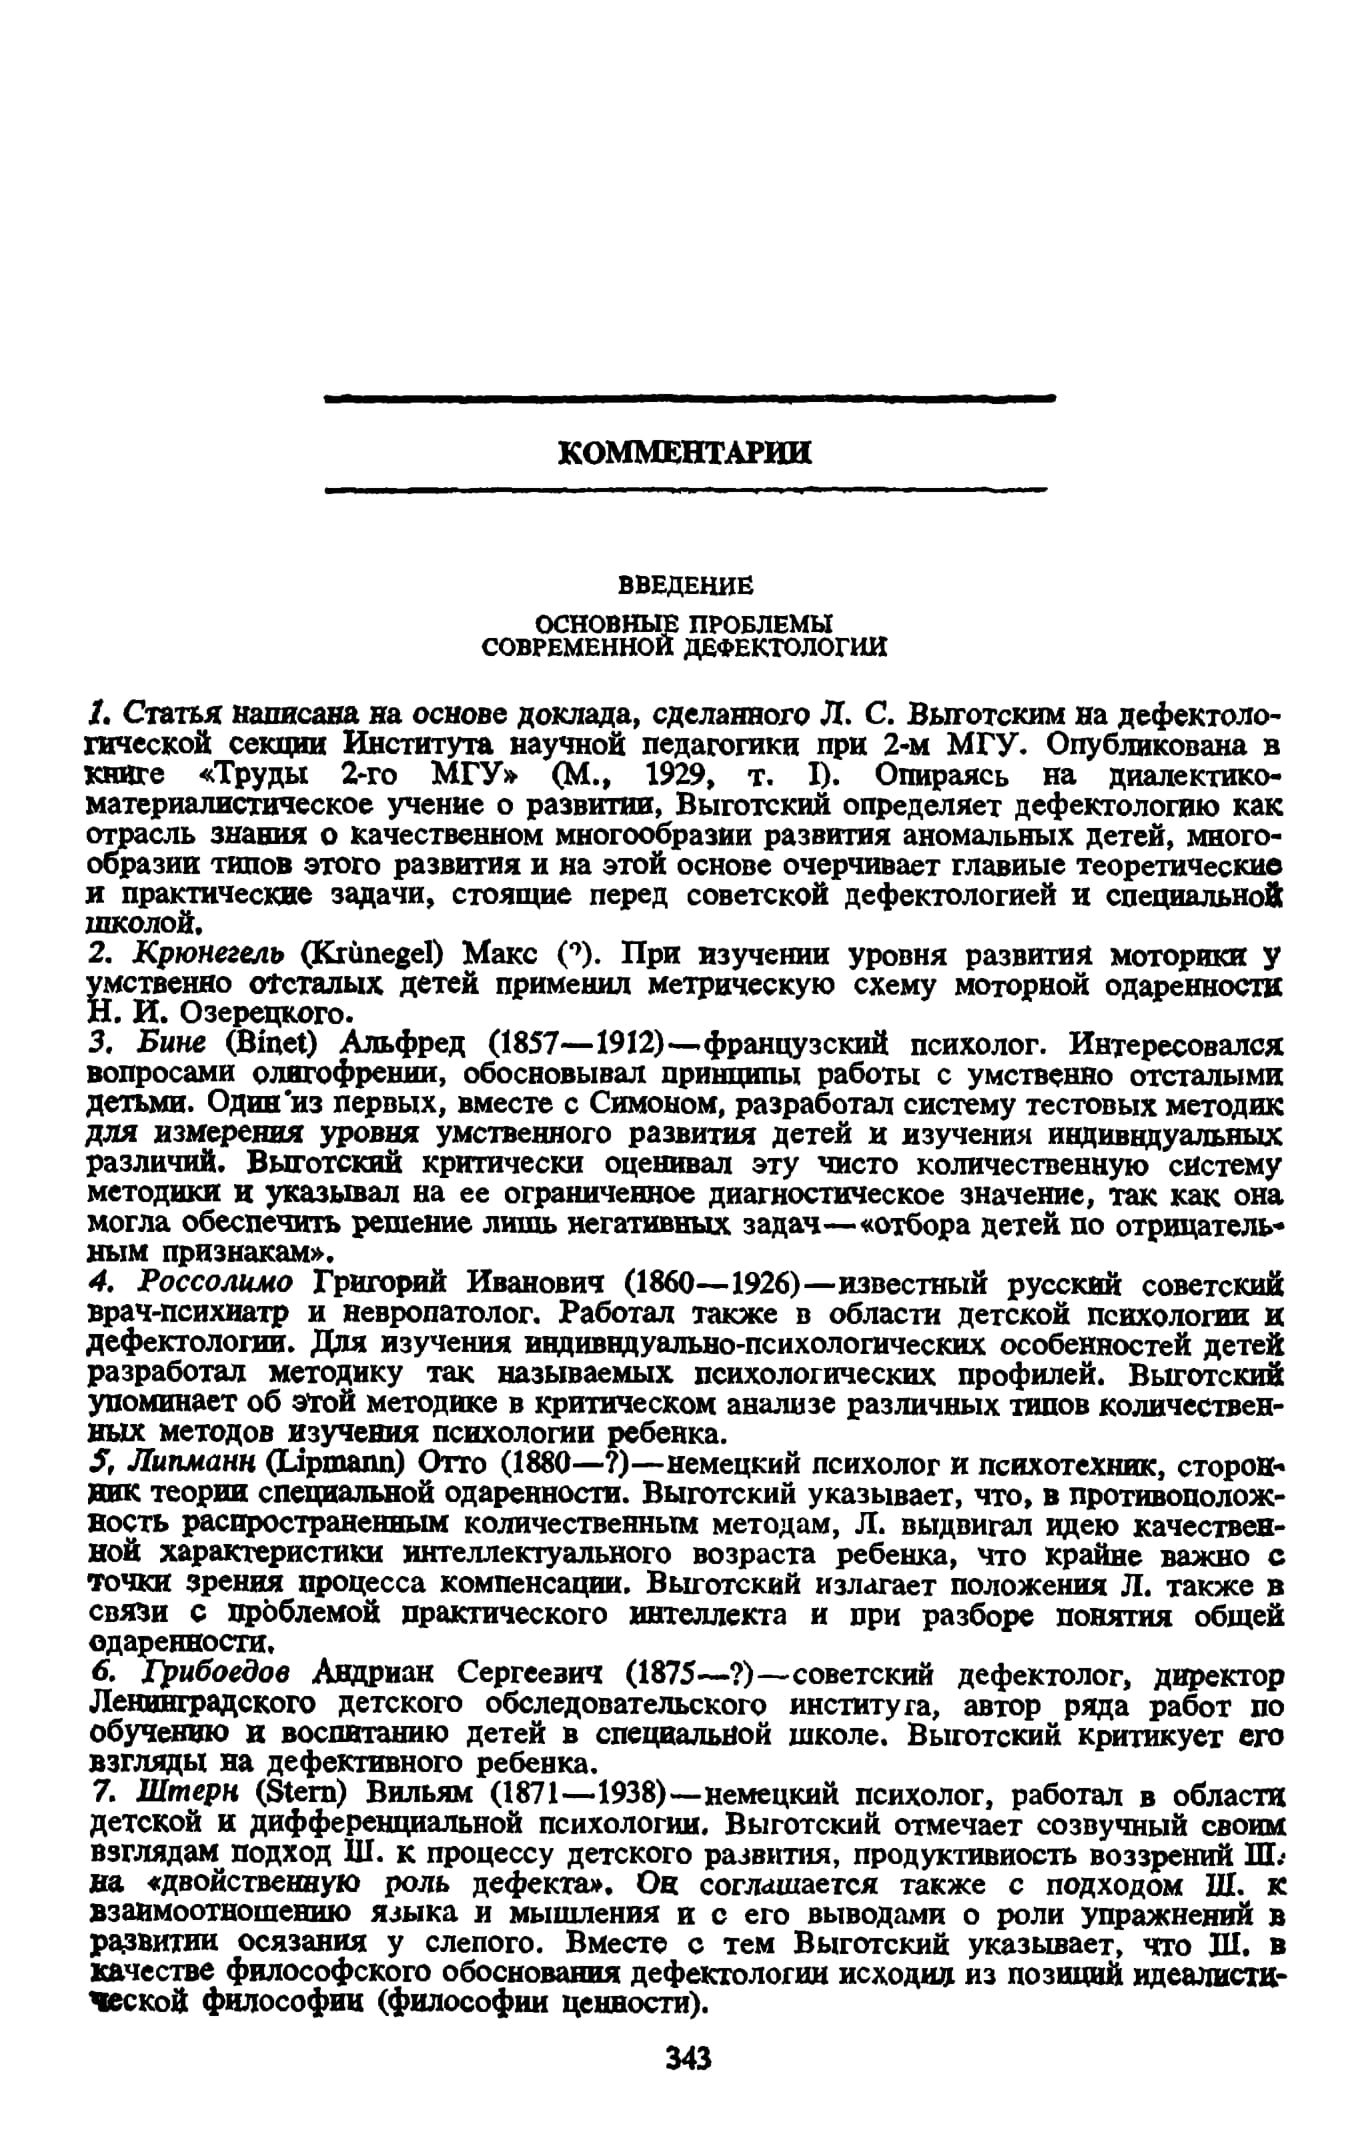 КОММЕНТАРИИ
ВВЕДЕНИЕ
ОСНОВНЫЕ ПРОБЛЕМЫ
СОВРЕМЕННОЙ ДЕФЕКТОЛОГИИ
1. Статья написана на основе доклада, сделанного Л. С. Выготским на дефектоло-
гической секции Института научной педагогики при 2-м МГУ. Опубликована в
книге «Труды 2-го МГУ» (М., 1929, т. I). Опираясь на диалектико-
материалистическое учение о развитии, Выготский определяет дефектологию как
отрасль знания о качественном многообразии развития аномальных детей, много-
образии типов этого развития и на этой основе очерчивает главные теоретические
и практические задачи, стоящие перед советской дефектологией и специальной
школой.
2. Крюнегель (Krünegel) Макс (?). При изучении уровня развития моторики у
умственно отсталых детей применил метрическую схему моторной одаренности
Н. И. Озерецкого.
3. Бине (Binet) Альфред (1857—1912)—французский психолог. Интересовался
вопросами олигофрении, обосновывал принципы работы с умственно отсталыми
детьми. Один из первых, вместе с Симоном, разработал систему тестовых методик
для измерения уровня умственного развития детей и изучения индивидуальных
различий. Выготский критически оценивал эту чисто количественную систему
методики и указывал на ее ограниченное диагностическое значение, так как она
могла обеспечить решение лишь негативных задач—«отбора детей по отрицатель-
ным признакам».
4. Россолимо Григорий Иванович (1860—1926)—известный русский советский
врач-психиатр и невропатолог. Работал также в области детской психологии и
дефектологии. Для изучения индивидуально-психологических особенностей детей
разработал методику так называемых психологических профилей. Выготский
упоминает об этой методике в критическом анализе различных типов количествен-
ных методов изучения психологии ребенка.
5. Липманн (Lipmann) Отто (1880—?)—немецкий психолог и психотехник, сторон-
ник теории специальной одаренности. Выготский указывает, что, в противополож-
ность распространенным количественным методам, Л. выдвигал идею качествен-
ной характеристики интеллектуального возраста ребенка, что крайне важно с
точки зрения процесса компенсации. Выготский излагает положения Л. также в
связи с проблемой практического интеллекта и при разборе понятия общей
одаренности.
6. Грибоедов Андриан Сергеевич (1875—?)—советский дефектолог, директор
Ленинградского детского обследовательского института, автор ряда работ по
обучению и воспитанию детей в специальной школе. Выготский критикует его
взгляды на дефективного ребенка.
7. Штерн (Stern) Вильям (1871—1938)—немецкий психолог, работал в области
детской и дифференциальной психологии. Выготский отмечает созвучный своим
взглядам подход Ш. к процессу детского развития, продуктивность воззрений Ш.
на «двойственную роль дефекта». Он соглашается также с подходом Ш. к
взаимоотношению языка и мышления и с его выводами о роли упражнений в
развитии осязания у слепого. Вместе с тем Выготский указывает, что Ш. в
качестве философского обоснования дефектологии исходил из позиций идеалисти-
ческой философии (философии ценности).
343